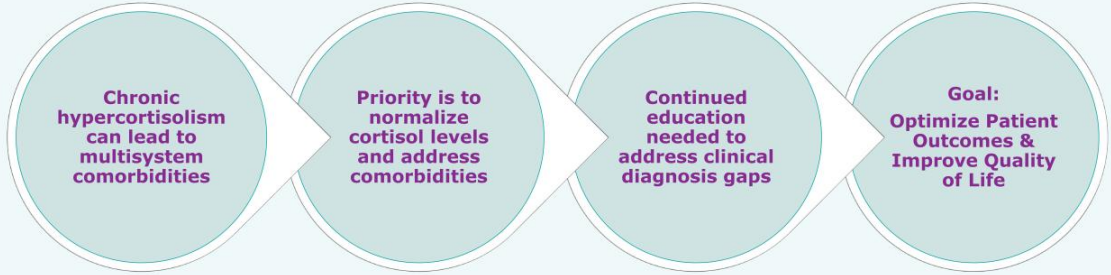 Chronic
hypercortisolism
can lead to
multisystem
comorbidities
Priority is to
normalize
cortisol levels
and address
comorbidities
Continued
education
needed to
address clinical
diagnosis gaps
Goal:
Optimize Patient
Outcomes &
Improve Quality
of Life